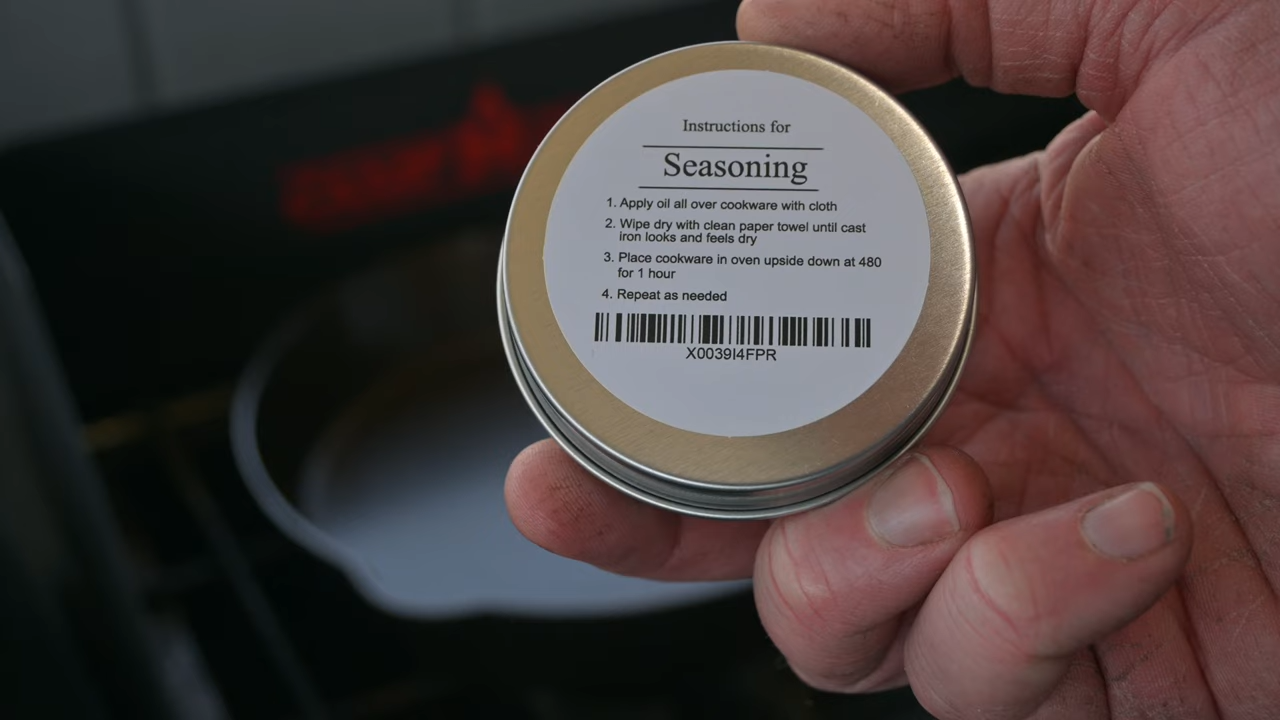 Instructions for
Seasoning
1. Apply oil all over cookware with cloth
2. Wipe dry with clean paper towel until cast
iron looks and feels dry
3. Place cookware in oven upside down at 480
for 1 hour
4. Repeat as needed
X0039I4FPR